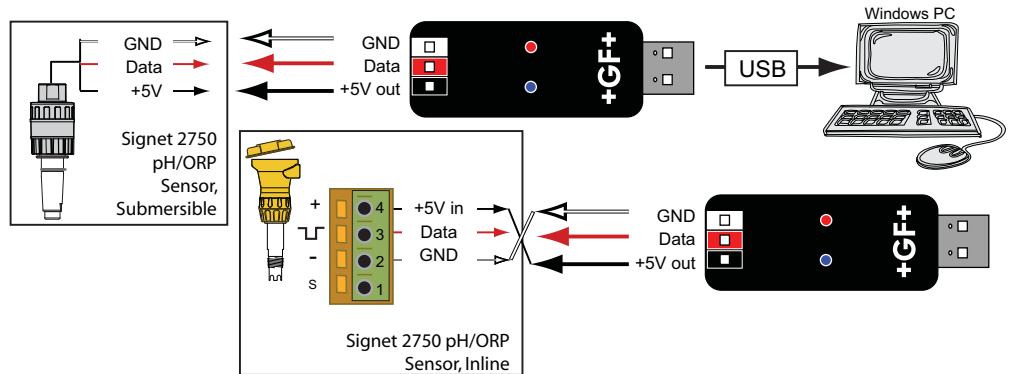 Windows PC
GND
Data
+5V
GND
Data
+5V out
+GF+
USB
Signet 2750
pH/ORP
Sensor,
Submersible
+
-
S
4
3
2
1
+5V in
Data
GND
GND
Data
+5V out
+GF+
Signet 2750 pH/ORP
Sensor, Inline